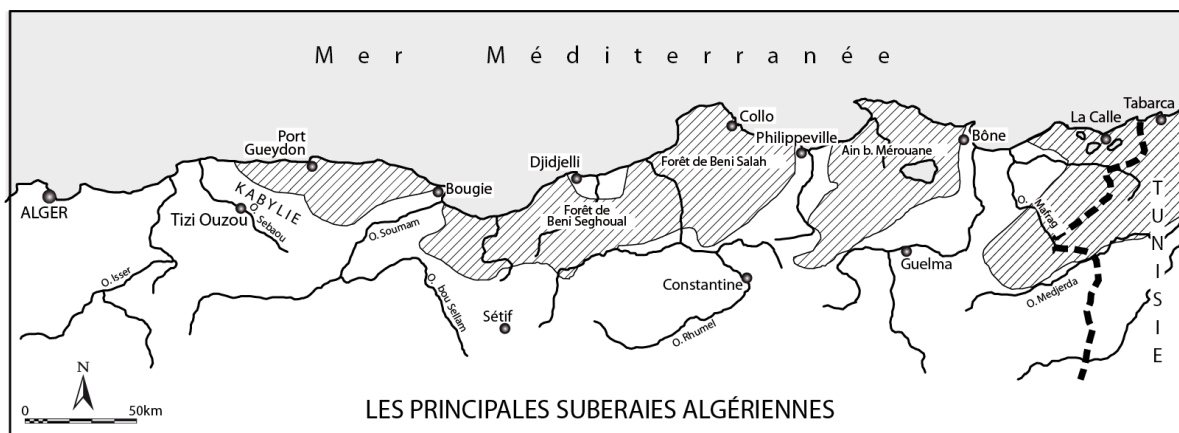 Mer Méditerranée
Tabarca
La Calle
Collo
Philippeville
Bône
Port
Gueydon
Djidjelli
Forêt de Beni Salah
Ain b. Mérouane
KABYLIE
Bougie
ALGER
Tizi Ouzou
O. Sebaou
O. Soumam
Forêt de
Beni Seghoual
O. Mafrag
TUNISIE
O. Isser
O. bou Sellam
Guelma
Constantine
O. Medjerda
Sétif
O. Rhumel
N
0 50km
LES PRINCIPALES SUBERAIES ALGÉRIENNES